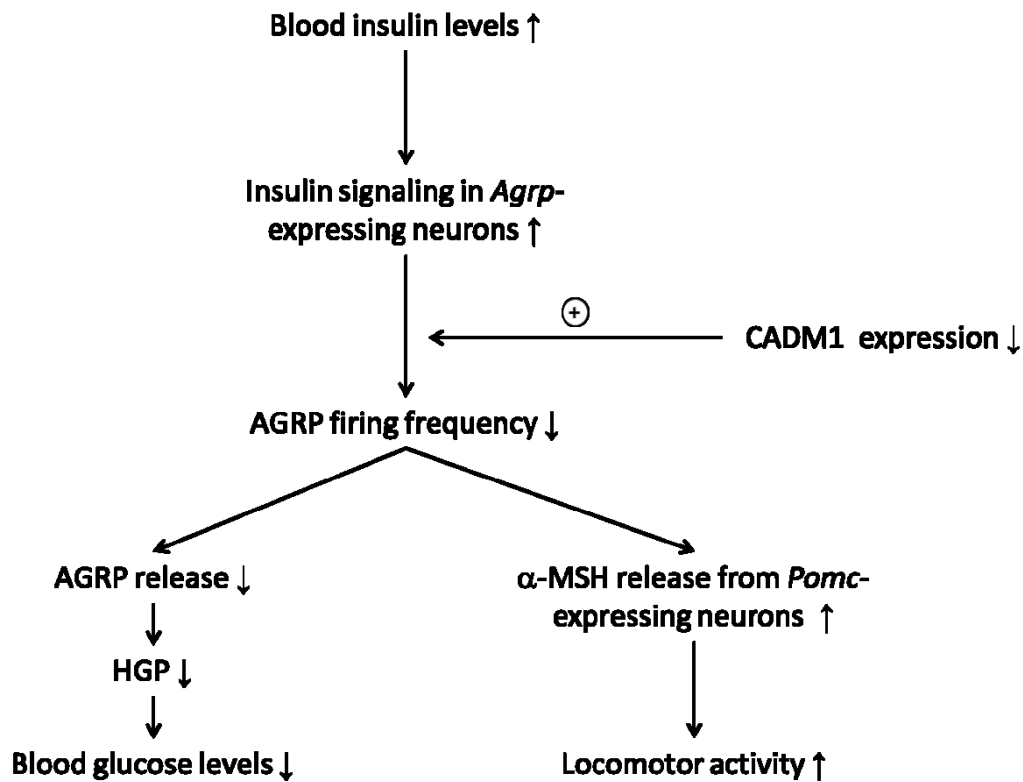 Blood insulin levels ↑
Insulin signaling in Agrp-
expressing neurons ↑
+
CADM1 expression ↓
AGRP firing frequency ↓
AGRP release ↓
α-MSH release from Pomc-
expressing neurons ↑
HGP ↓
Blood glucose levels ↓
Locomotor activity ↑